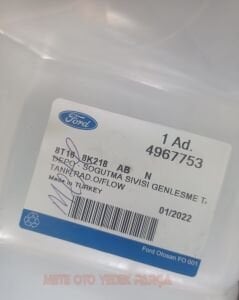 Ford
1 Ad.
4967753
8T16 8K218 AB N
DEPO, SOGUTMA SIVISI GENLESME T.
TANK-RAD.O/FLOW
MADE IN TURKEY
01/2022
Ford Otosan FO 001
METE OTO YEDEK PARÇA